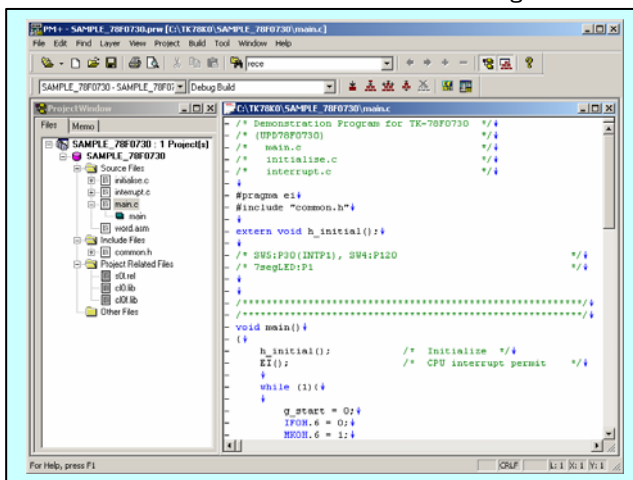 PM+ - SAMPLE_78F0730.prw [C:\TK78K0\SAMPLE_78F0730\main.c]
File Edit Find Layer View Project Build Tool Window Help
rece
SAMPLE_78F0730 - SAMPLE_78F07 Debug Build
ProjectWindow
Files Memo
SAMPLE_78F0730 : 1 Project(s)
SAMPLE_78F0730
Source Files
initialise.c
interrupt.c
main.c
main
word.asm
Include Files
common.h
Project Related Files
s0l.rel
cl0.lib
cl0f.lib
Other Files
C:\TK78K0\SAMPLE_78F0730\main.c
/* Demonstration Program for TK-78F0730 */
/* (UPD78F0730) */
/* main.c */
/* initialise.c */
/* interrupt.c */
#pragma ei
#include "common.h"
extern void h_initial();
/* SW5:P30(INTP1), SW4:P120 */
/* 7segLED:P1 */
/************************************************************/
/************************************************************/
void main()
{
h_initial(); /* Initialize */
EI(); /* CPU interrupt permit */
while (1){
g_start = 0;
IF0H.6 = 0;
MK0H.6 = 1;
For Help, press F1
CRLF L: 1 X: 1 Y: 1